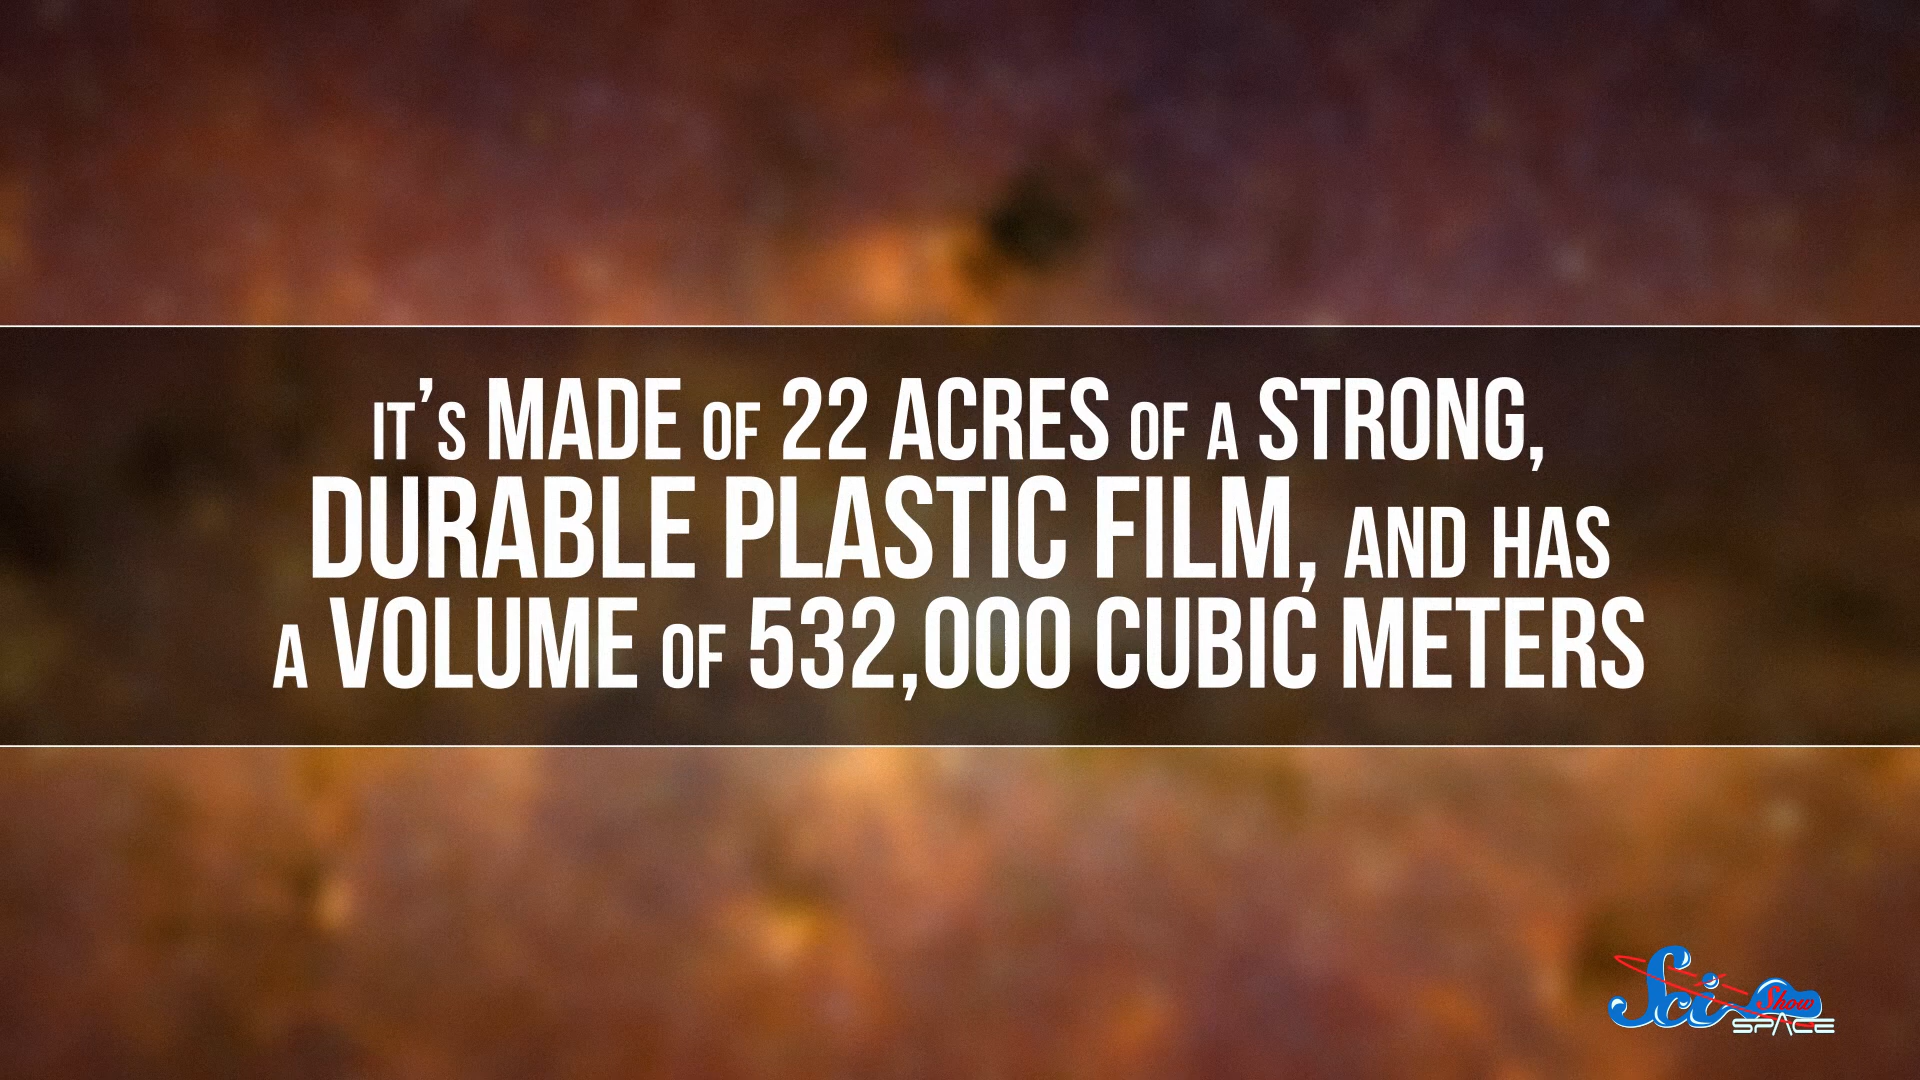 IT’S MADE OF 22 ACRES OF A STRONG,
DURABLE PLASTIC FILM, AND HAS
A VOLUME OF 532,000 CUBIC METERS
Sci Show
SPACE